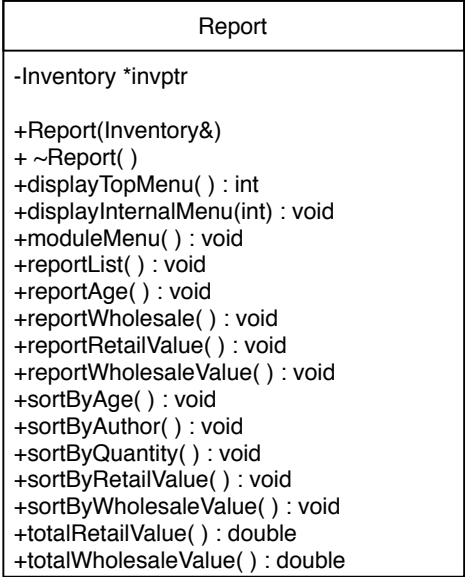 Report
-Inventory *invptr
+Report(Inventory&)
+ ~Report( )
+displayTopMenu( ) : int
+displayInternalMenu(int) : void
+moduleMenu( ) : void
+reportList( ) : void
+reportAge( ) : void
+reportWholesale( ) : void
+reportRetailValue( ) : void
+reportWholesaleValue( ) : void
+sortByAge( ) : void
+sortByAuthor( ) : void
+sortByQuantity( ) : void
+sortByRetailValue( ) : void
+sortByWholesaleValue( ) : void
+totalRetailValue( ) : double
+totalWholesaleValue( ) : double